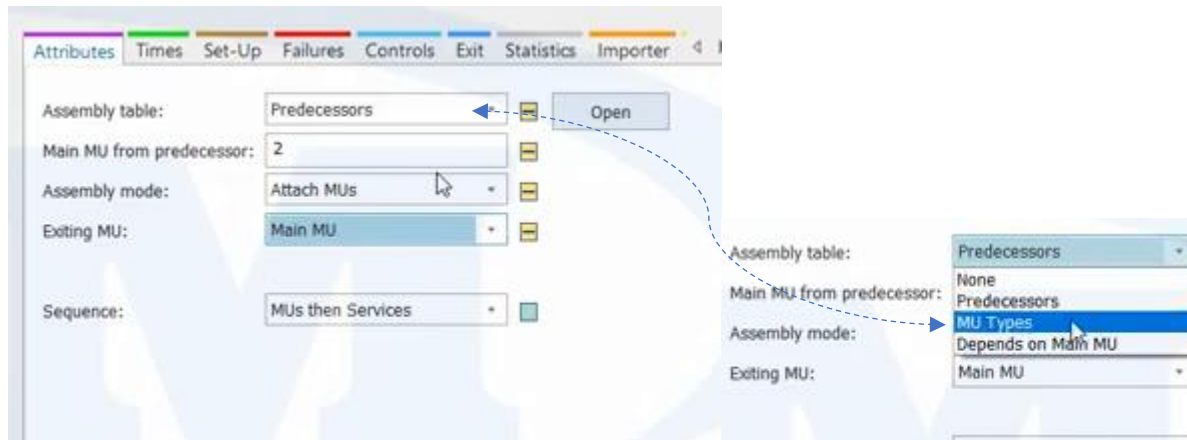 Attributes Times Set-Up Failures Controls Exit Statistics Importer
Assembly table: Predecessors Open
Main MU from predecessor: 2
Assembly mode: Attach MUs
Exiting MU: Main MU
Sequence: MUs then Services
Assembly table: Predecessors
None
Main MU from predecessor: Predecessors
MU Types
Assembly mode: Depends on Main MU
Exiting MU: Main MU